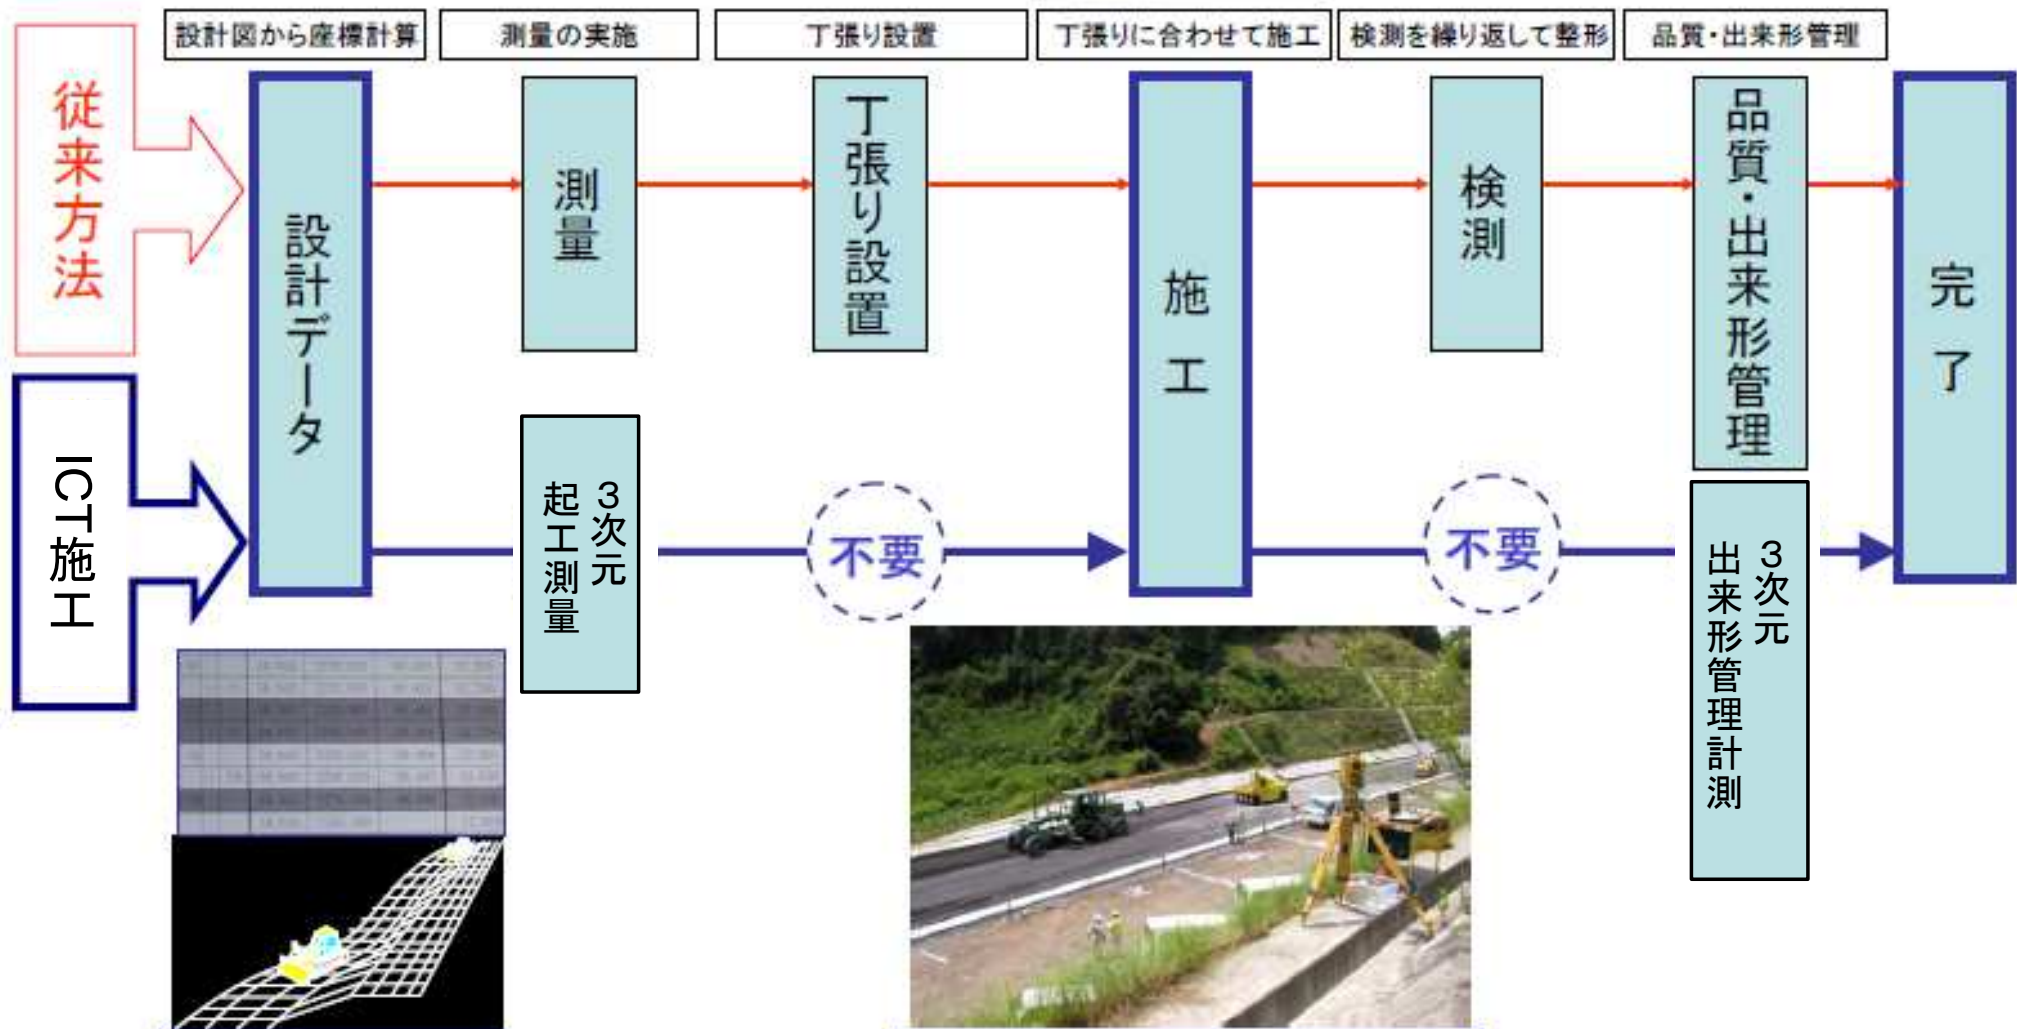 設計図から座標計算
測量の実施
丁張り設置
丁張りに合わせて施工
検測を繰り返して整形
品質・出来形管理
従来方法
設計データ
測量
丁張り設置
施工
検測
品質・出来形管理
完了
ICT施工
3次元
起工測量
不要
不要
3次元
出来形管理計測